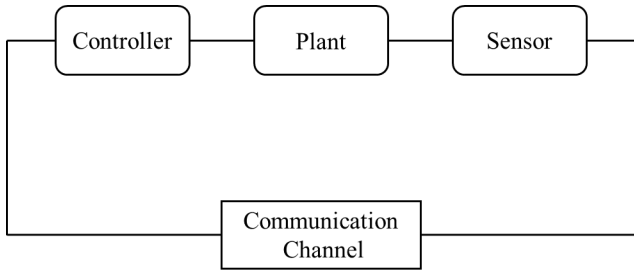 Controller
Plant
Sensor
Communication
Channel